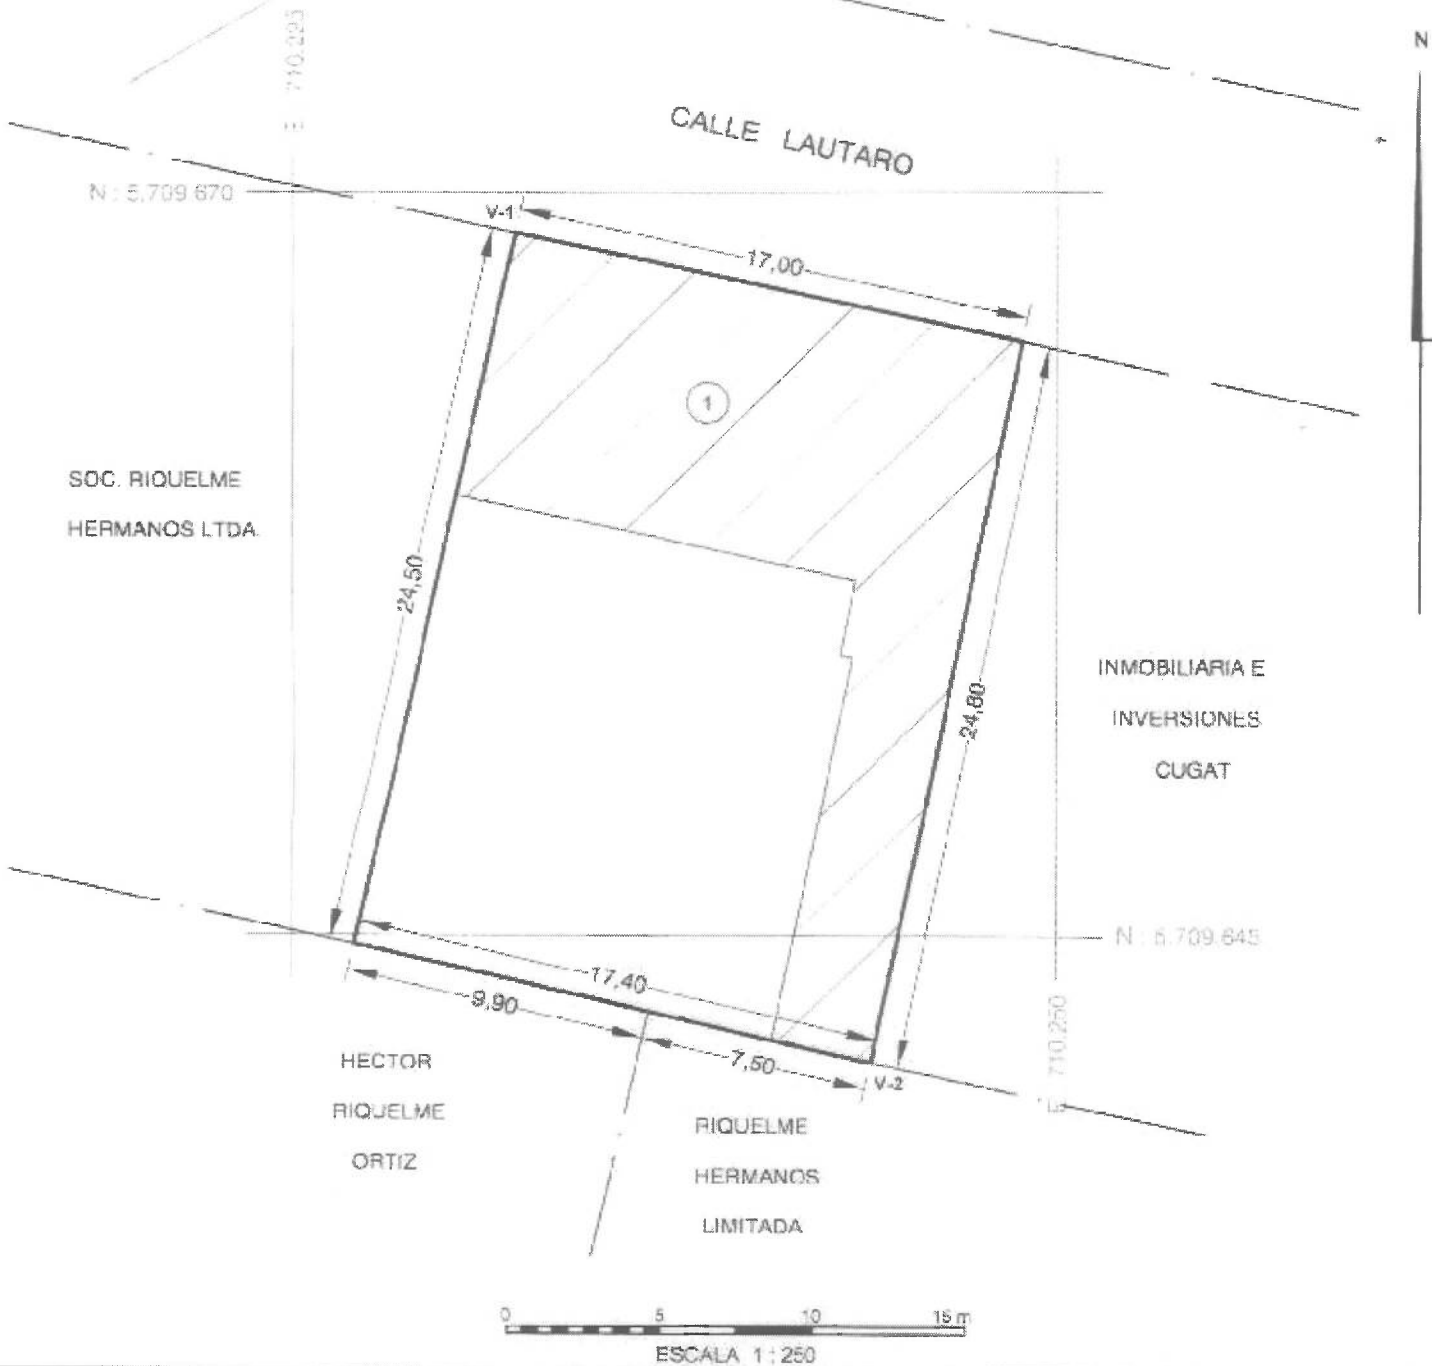 N
E 710.225
CALLE LAUTARO
N : 5.709.670
V-1
17,00
1
SOC. RIQUELME
HERMANOS LTDA.
24,50
24,80
INMOBILIARIA E
INVERSIONES
CUGAT
N : 5.709.645
17,40
9,90
7,50
V-2
E 710.250
HECTOR
RIQUELME
ORTIZ
RIQUELME
HERMANOS
LIMITADA
0 5 10 15 m
ESCALA 1 : 250